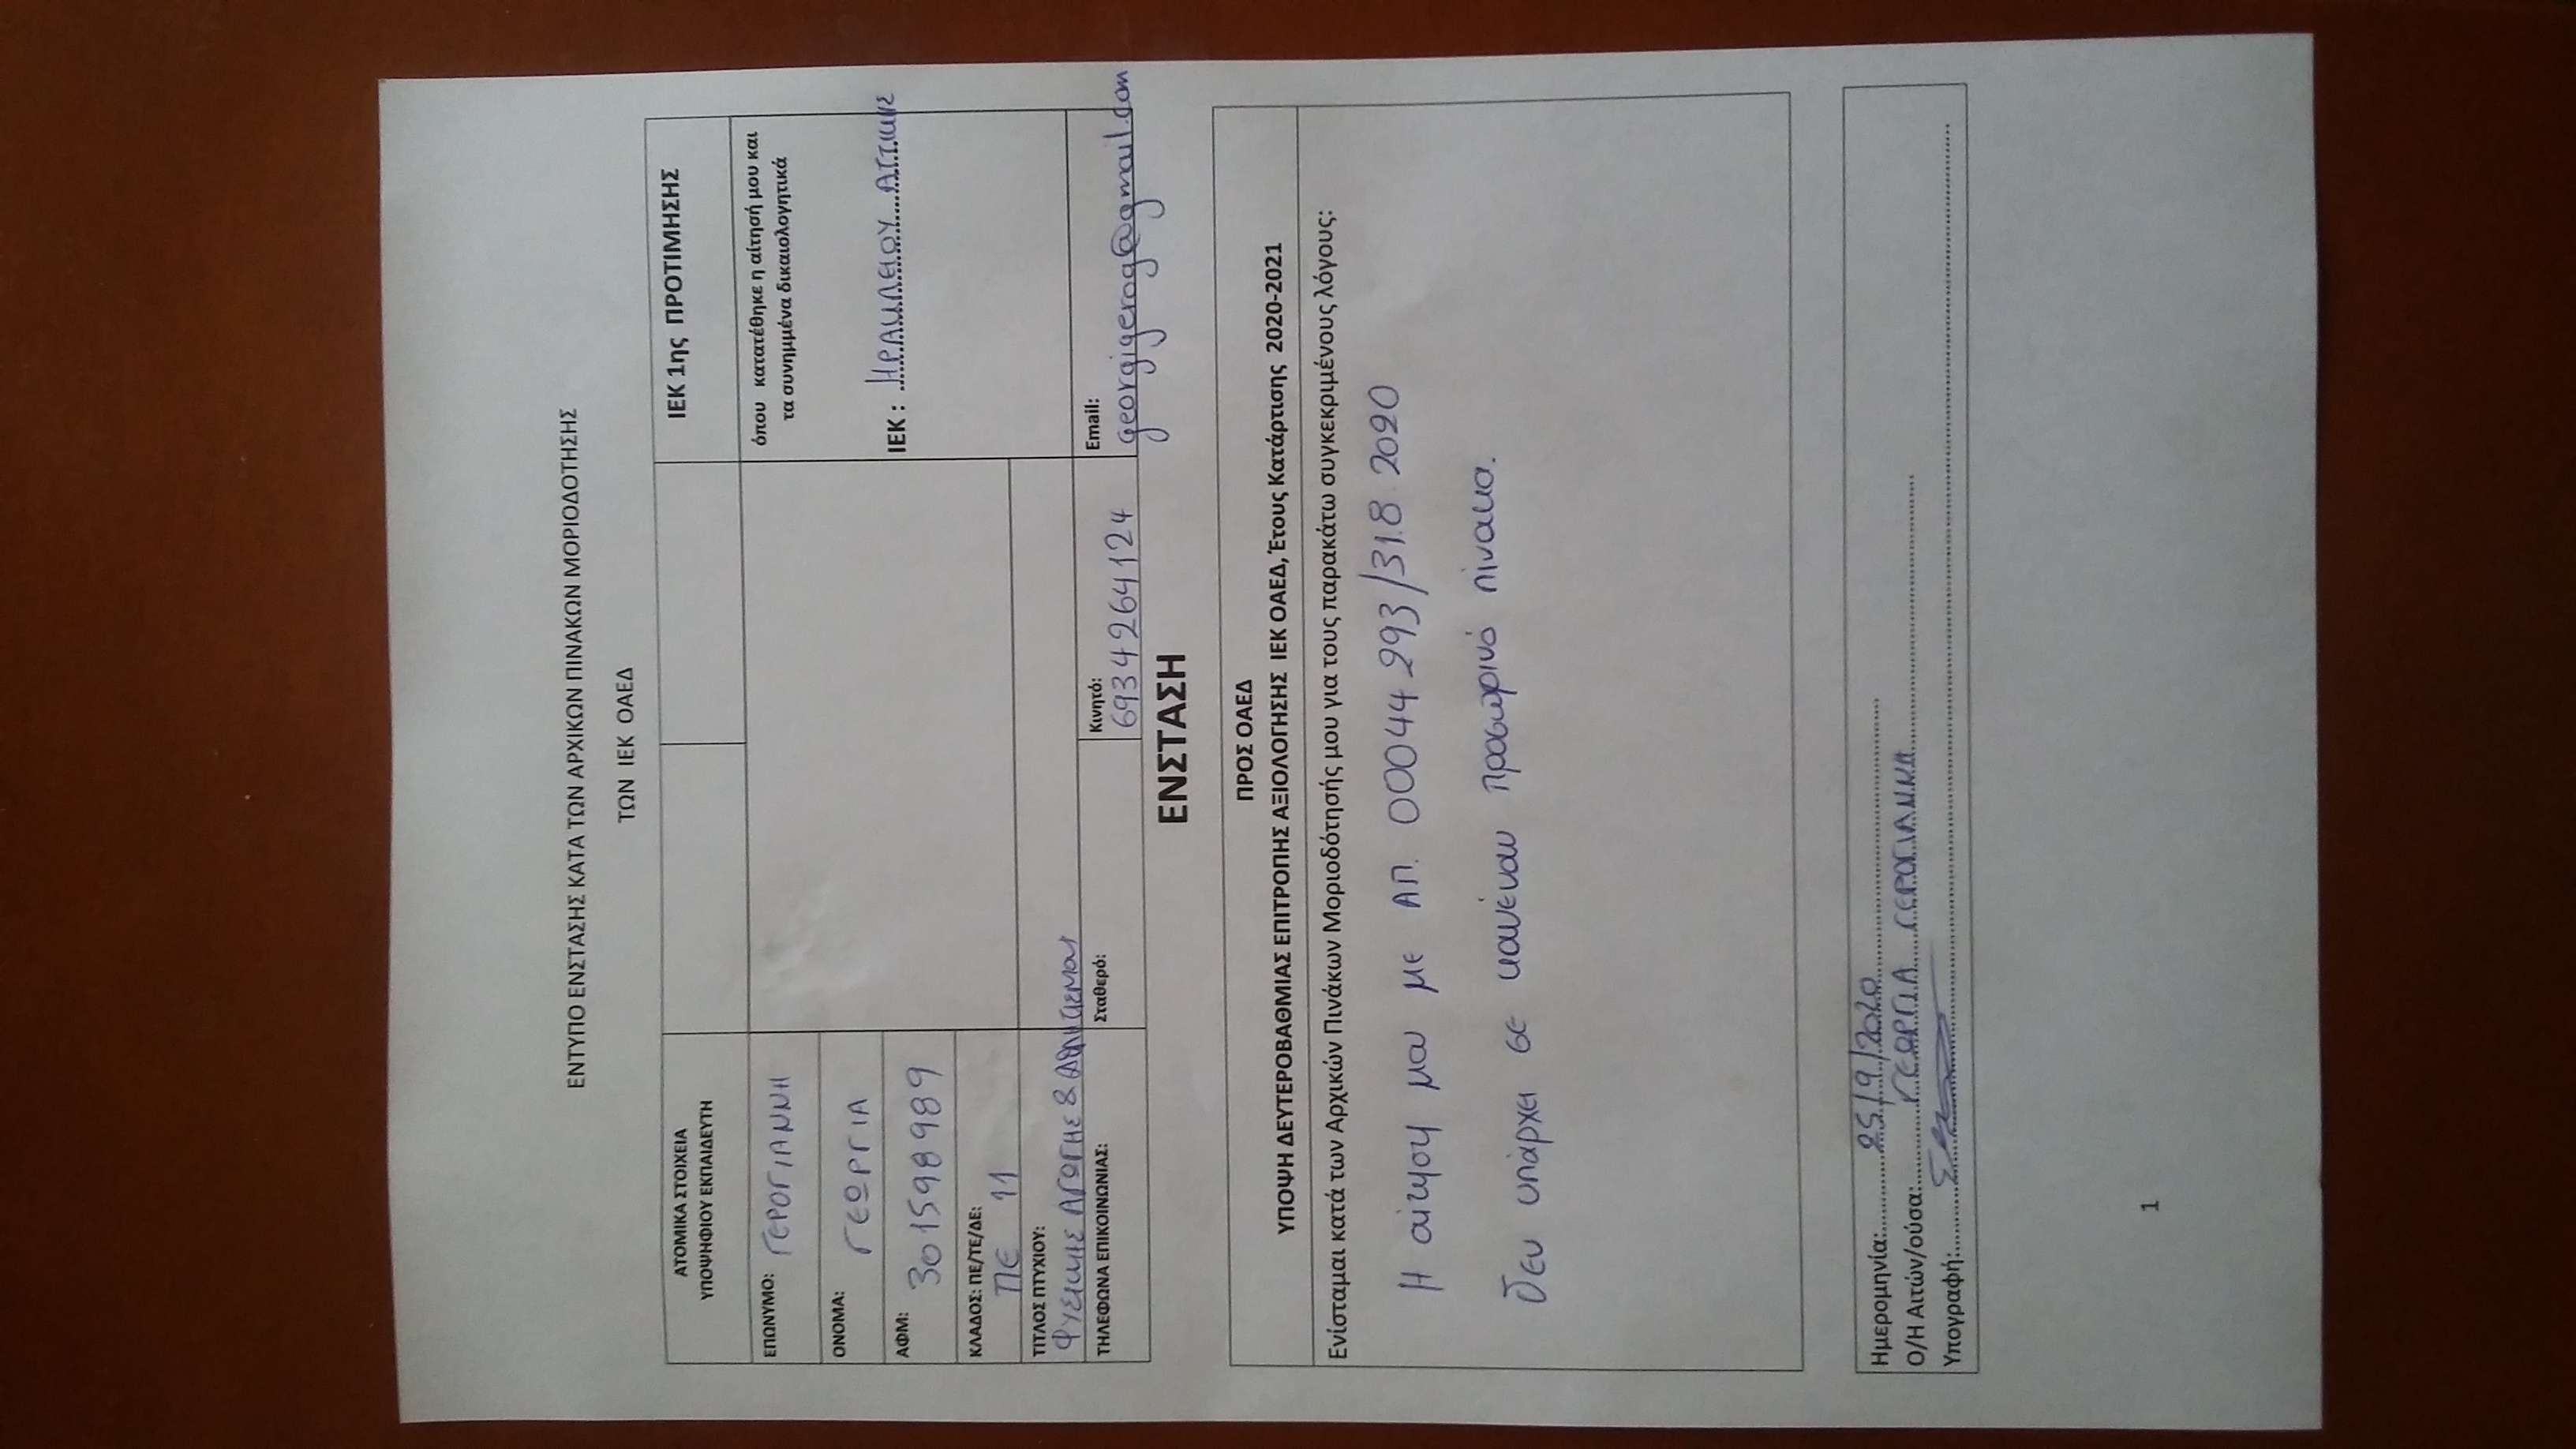 ΕΝΤΥΠΟ ΕΝΣΤΑΣΗΣ ΚΑΤΑ ΤΩΝ ΑΡΧΙΚΩΝ ΠΙΝΑΚΩΝ ΜΟΡΙΟΔΟΤΗΣΗΣ
ΤΩΝ ΙΕΚ ΟΑΕΔ
ΑΤΟΜΙΚΑ ΣΤΟΙΧΕΙΑ
ΥΠΟΨΗΦΙΟΥ ΕΚΠΑΙΔΕΥΤΗ
ΙΕΚ 1ης ΠΡΟΤΙΜΗΣΗΣ
ΕΠΩΝΥΜΟ: ΓΕΡΟΓΙΑΝΝΗ
όπου κατατέθηκε η αίτησή μου και
τα συνημμένα δικαιολογητικά
ΟΝΟΜΑ: ΓΕΩΡΓΙΑ
ΙΕΚ : ΗΡΑΚΛΕΙΟΥ ΑΤΤΙΚΗΣ
ΑΦΜ: 301598989
ΚΛΑΔΟΣ: ΠΕ/ΤΕ/ΔΕ:
ΠΕ 11
ΤΙΤΛΟΣ ΠΤΥΧΙΟΥ:
ΦΥΣΙΚΗΣ ΑΓΩΓΗΣ & Αθλητισμού
ΤΗΛΕΦΩΝΑ ΕΠΙΚΟΙΝΩΝΙΑΣ: Σταθερό: Κινητό: Email:
6934264124 georgigerog@gmail.com
ΕΝΣΤΑΣΗ
ΠΡΟΣ ΟΑΕΔ
ΥΠΟΨΗ ΔΕΥΤΕΡΟΒΑΘΜΙΑΣ ΕΠΙΤΡΟΠΗΣ ΑΞΙΟΛΟΓΗΣΗΣ ΙΕΚ ΟΑΕΔ, Έτους Κατάρτισης 2020-2021
Ενίσταμαι κατά των Αρχικών Πινάκων Μοριοδότησής μου για τους παρακάτω συγκεκριμένους λόγους:
Η αίτηση μου με ΑΠ. 00044293/31.8 2020
δεν υπάρχει σε κανέναν προσωρινό πίνακα.
Ημερομηνία:............25/9/2020............
Ο/Η Αιτών/ούσα:............ΓΕΩΡΓΙΑ ΓΕΡΟΓΙΑΝΝΗ............
Υπογραφή:............
1